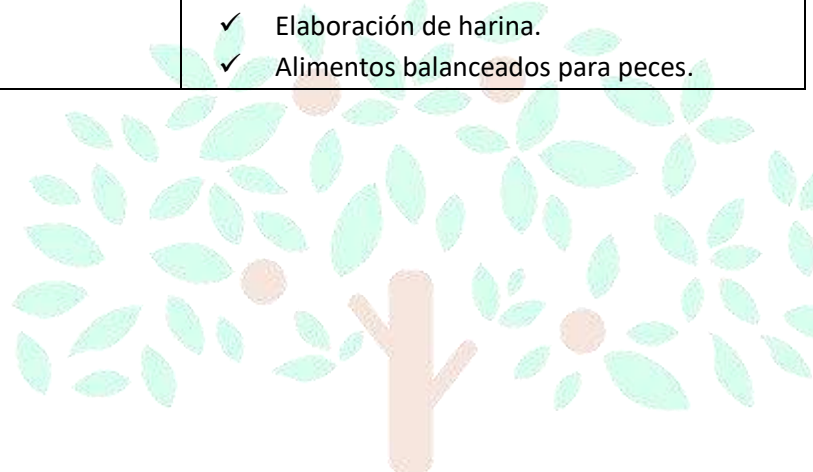 ✓ Elaboración de harina.
✓ Alimentos balanceados para peces.